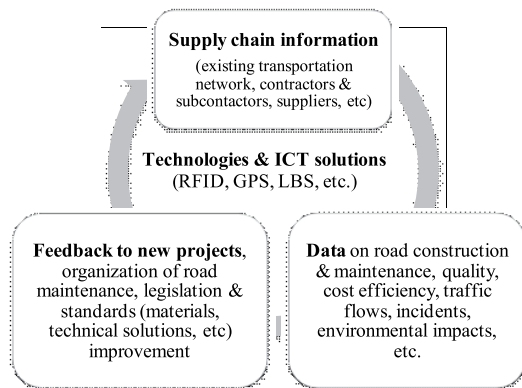 Supply chain information
(existing transportation
network, contractors &
subcontactors, suppliers, etc)
Technologies & ICT solutions
(RFID, GPS, LBS, etc.)
Feedback to new projects,
organization of road
maintenance, legislation &
standards (materials,
technical solutions, etc)
improvement
Data on road construction
& maintenance, quality,
cost efficiency, traffic
flows, incidents,
environmental impacts,
etc.